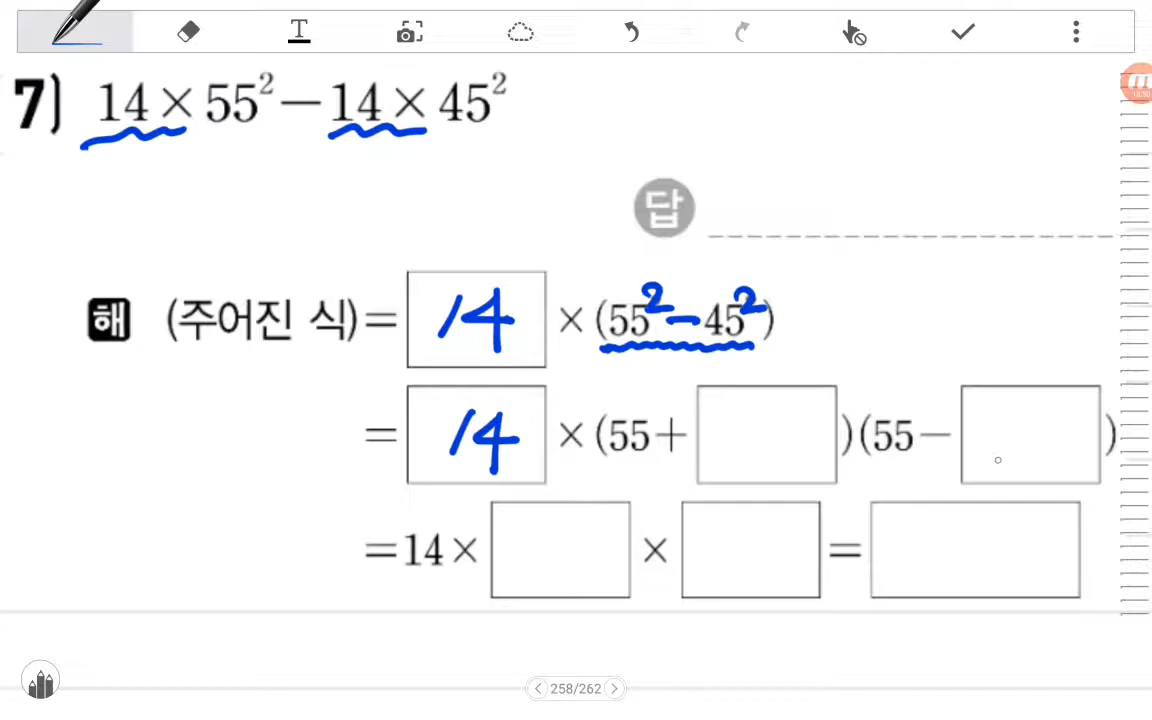 T
7) 14×55²－14×45²
답
해 (주어진 식)= 14 ×(55²－45²)
= 14 ×(55+ )(55－ )
=14× × =
258/262